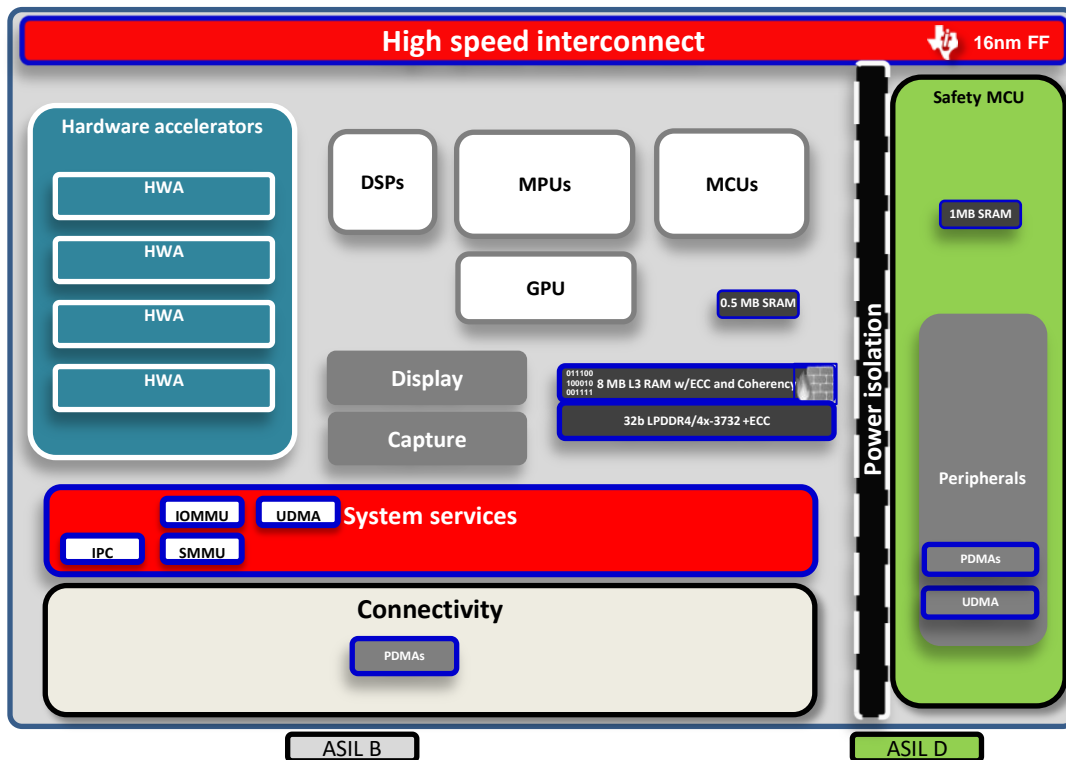 High speed interconnect
16nm FF
Hardware accelerators
HWA
HWA
HWA
HWA
DSPs
MPUs
MCUs
GPU
0.5 MB SRAM
Display
Capture
011100
100010
001111
8 MB L3 RAM w/ECC and Coherency
32b LPDDR4/4x-3732 +ECC
System services
IOMMU
UDMA
IPC
SMMU
Connectivity
PDMAs
Power isolation
Safety MCU
1MB SRAM
Peripherals
PDMAs
UDMA
ASIL B
ASIL D